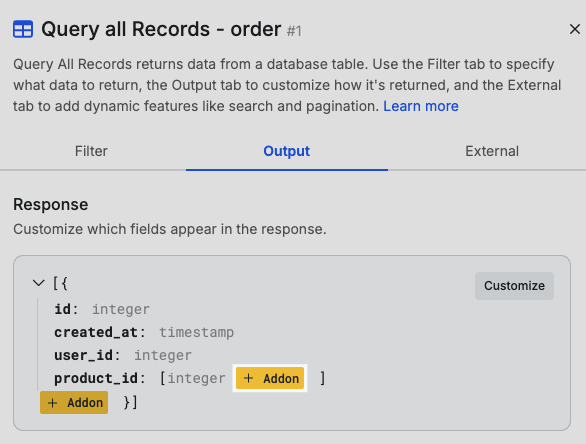 Query all Records - order #1
Query All Records returns data from a database table. Use the Filter tab to specify
what data to return, the Output tab to customize how it's returned, and the External
tab to add dynamic features like search and pagination. Learn more
Filter Output External
Response
Customize which fields appear in the response.
[{ Customize
id: integer
created_at: timestamp
user_id: integer
product_id: [integer + Addon ]
+ Addon }]